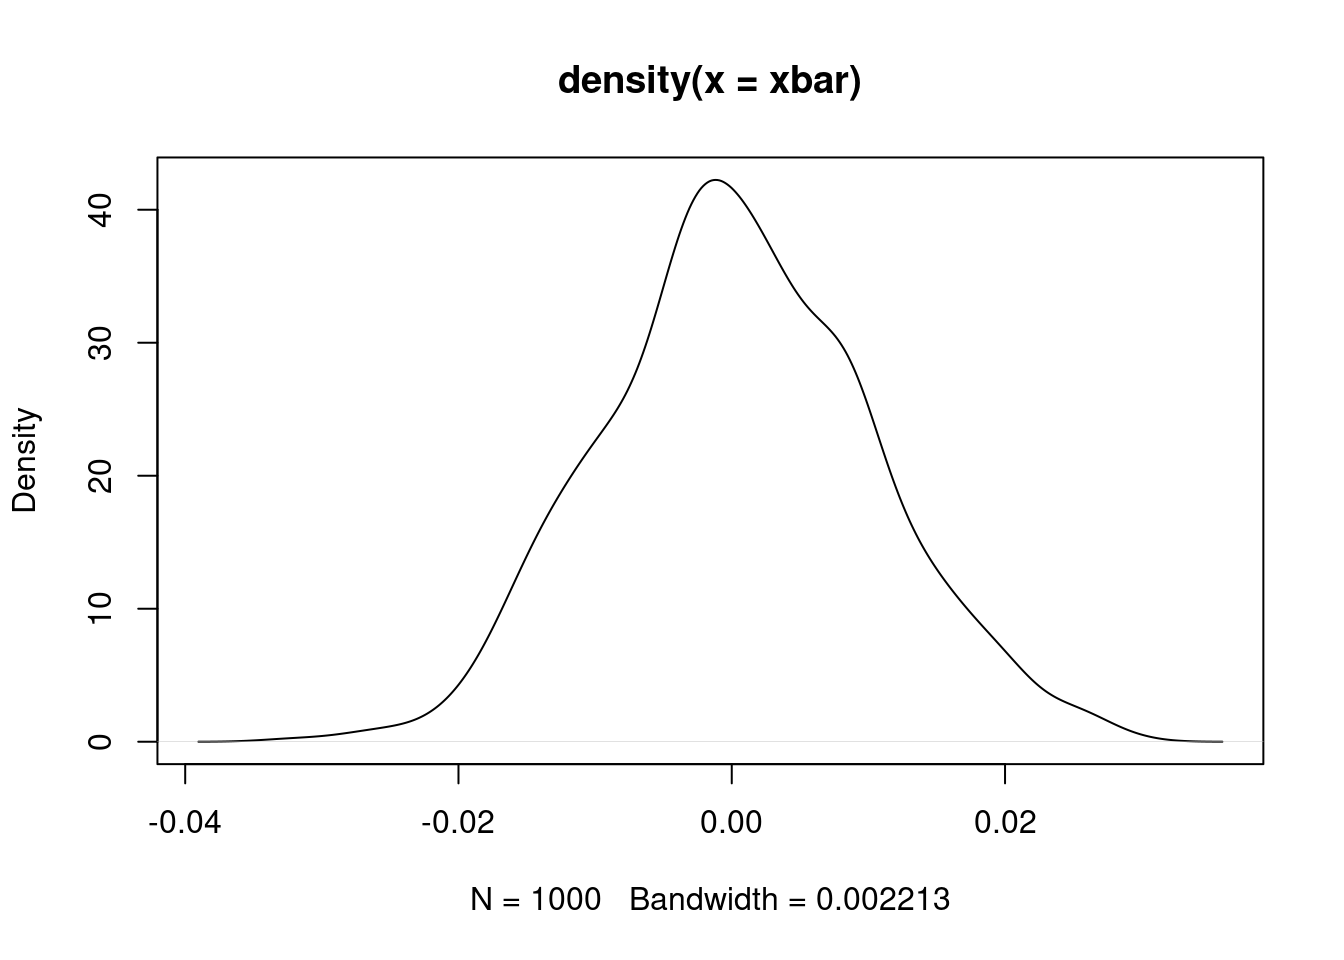 density(x = xbar)
Density
40
30
20
10
0
-0.04 -0.02 0.00 0.02
N = 1000 Bandwidth = 0.002213